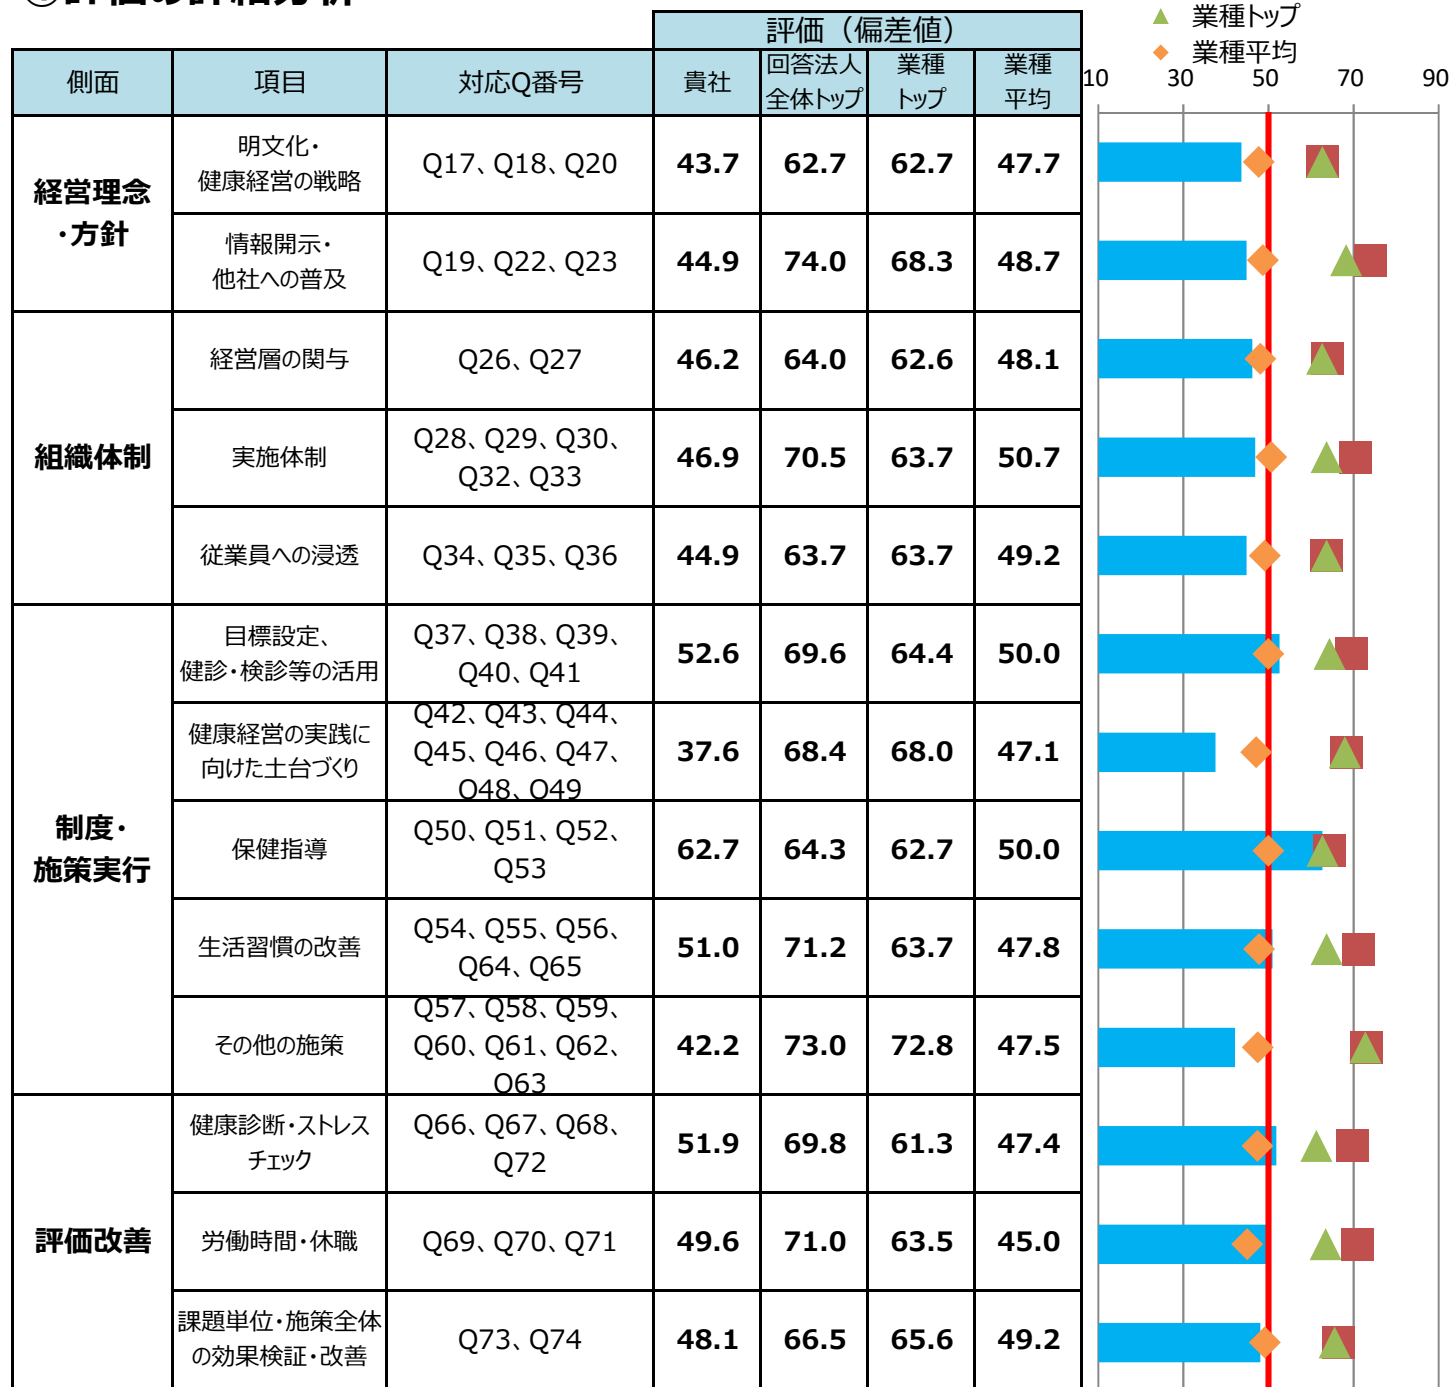 ④評価の詳細分析
▲ 業種トップ
◆ 業種平均
10 30 50 70 90
評価（偏差値）
側面 項目 対応Q番号 貴社 回答法人 業種 業種
全体トップ トップ 平均
経営理念
・方針
明文化・
健康経営の戦略
Q17、Q18、Q20 43.7 62.7 62.7 47.7
情報開示・
他社への普及
Q19、Q22、Q23 44.9 74.0 68.3 48.7
組織体制
経営層の関与 Q26、Q27 46.2 64.0 62.6 48.1
実施体制
Q28、Q29、Q30、
Q32、Q33
46.9 70.5 63.7 50.7
従業員への浸透 Q34、Q35、Q36 44.9 63.7 63.7 49.2
制度・
施策実行
目標設定、
健診・検診等の活用
Q37、Q38、Q39、
Q40、Q41
52.6 69.6 64.4 50.0
健康経営の実践に
向けた土台づくり
Q42、Q43、Q44、
Q45、Q46、Q47、
Q48、Q49
37.6 68.4 68.0 47.1
保健指導
Q50、Q51、Q52、
Q53
62.7 64.3 62.7 50.0
生活習慣の改善
Q54、Q55、Q56、
Q64、Q65
51.0 71.2 63.7 47.8
その他の施策
Q57、Q58、Q59、
Q60、Q61、Q62、
Q63
42.2 73.0 72.8 47.5
評価改善
健康診断・ストレス
チェック
Q66、Q67、Q68、
Q72
51.9 69.8 61.3 47.4
労働時間・休職 Q69、Q70、Q71 49.6 71.0 63.5 45.0
課題単位・施策全体
の効果検証・改善
Q73、Q74 48.1 66.5 65.6 49.2